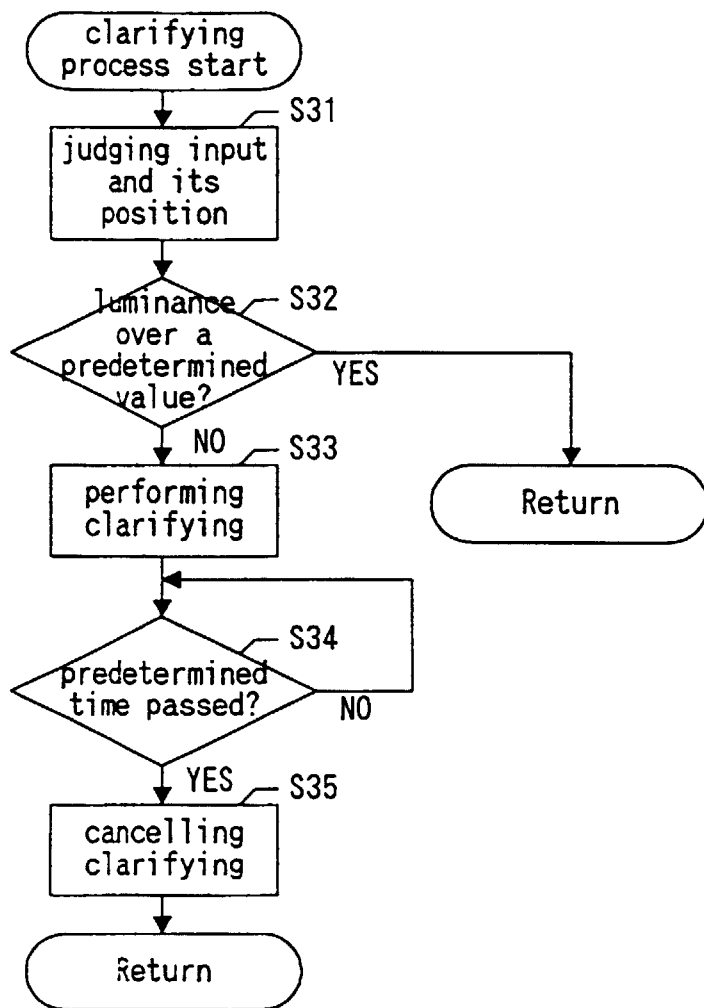 clarifying
process start
S31
judging input
and its
position
S32
luminance
over a
predetermined
value?
YES
NO
S33
performing
clarifying
Return
S34
predetermined
time passed?
NO
YES
S35
cancelling
clarifying
Return